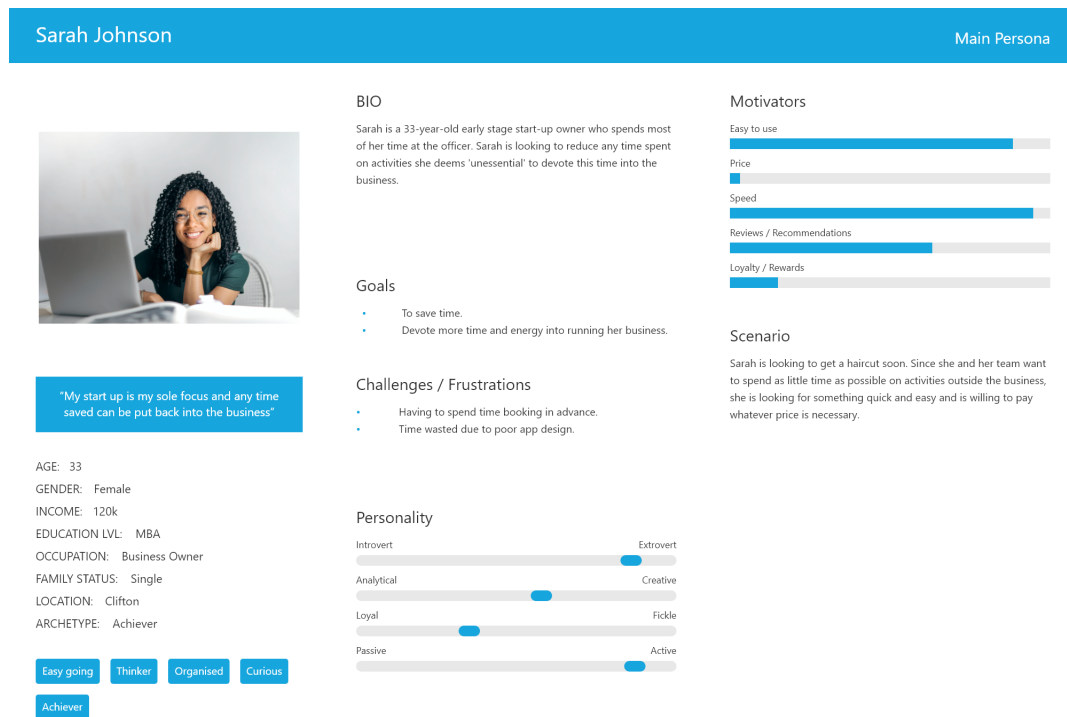 Sarah Johnson
Main Persona
"My start up is my sole focus and any time
saved can be put back into the business"
AGE: 33
GENDER: Female
INCOME: 120k
EDUCATION LVL: MBA
OCCUPATION: Business Owner
FAMILY STATUS: Single
LOCATION: Clifton
ARCHETYPE: Achiever
Easy going Thinker Organised Curious
Achiever
BIO
Sarah is a 33-year-old early stage start-up owner who spends most
of her time at the officer. Sarah is looking to reduce any time spent
on activities she deems 'unessential' to devote this time into the
business.
Goals
• To save time.
• Devote more time and energy into running her business.
Challenges / Frustrations
• Having to spend time booking in advance.
• Time wasted due to poor app design.
Personality
Introvert Extrovert
Analytical Creative
Loyal Fickle
Passive Active
Motivators
Easy to use
Price
Speed
Reviews / Recommendations
Loyalty / Rewards
Scenario
Sarah is looking to get a haircut soon. Since she and her team want
to spend as little time as possible on activities outside the business,
she is looking for something quick and easy and is willing to pay
whatever price is necessary.